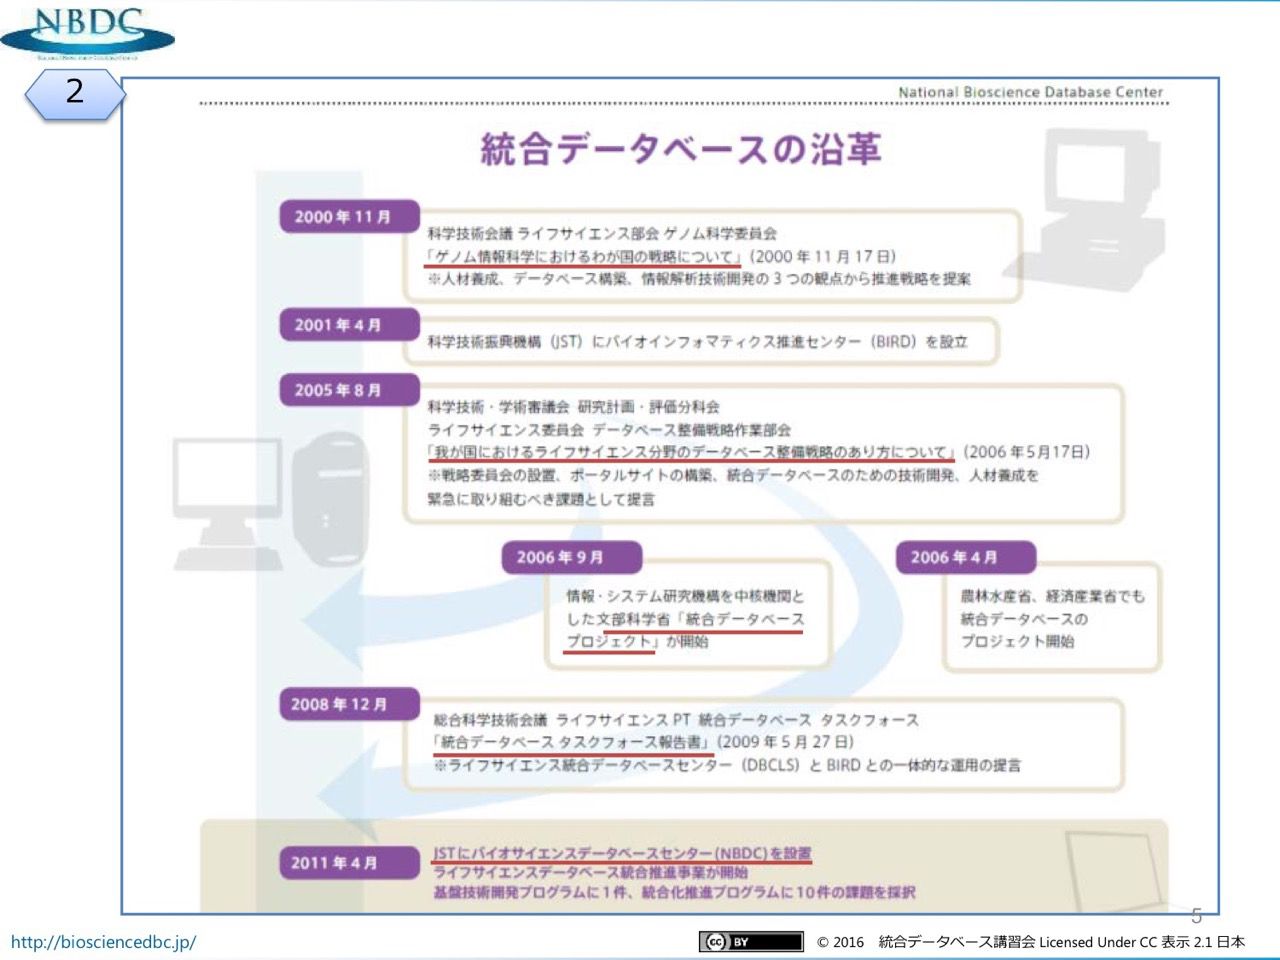 NBDC
2
National Bioscience Database Center
統合データベースの沿革
2000年11月
科学技術会議 ライフサイエンス部会 ゲノム科学委員会
「ゲノム情報科学におけるわが国の戦略について」(2000年11月17日)
※人材養成、データベース構築、情報解析技術開発の3つの観点から推進戦略を提案
2001年4月
科学技術振興機構(JST)にバイオインフォマティクス推進センター(BIRD)を設立
2005年8月
科学技術・学術審議会 研究計画・評価分科会
ライフサイエンス委員会 データベース整備戦略作業部会
「我が国におけるライフサイエンス分野のデータベース整備戦略のあり方について」(2006年5月17日)
※戦略委員会の設置、ポータルサイトの構築、統合データベースのための技術開発、人材養成を
緊急に取り組むべき課題として提言
2006年9月
情報・システム研究機構を中核機関と
した文部科学省「統合データベース
プロジェクト」が開始
2006年4月
農林水産省、経済産業省でも
統合データベースの
プロジェクト開始
2008年12月
総合科学技術会議 ライフサイエンスPT 統合データベース タスクフォース
「統合データベース タスクフォース報告書」(2009年5月27日)
※ライフサイエンス統合データベースセンター(DBCLS)とBIRDとの一体的な運用の提言
2011年4月
JSTにバイオサイエンスデータベースセンター(NBDC)を設置
ライフサイエンスデータベース統合推進事業が開始
基盤技術開発プログラムに1件、統合化推進プログラムに10件の課題を採択
5
http://biosciencedbc.jp/
CC BY
© 2016 統合データベース講習会 Licensed Under CC 表示 2.1 日本